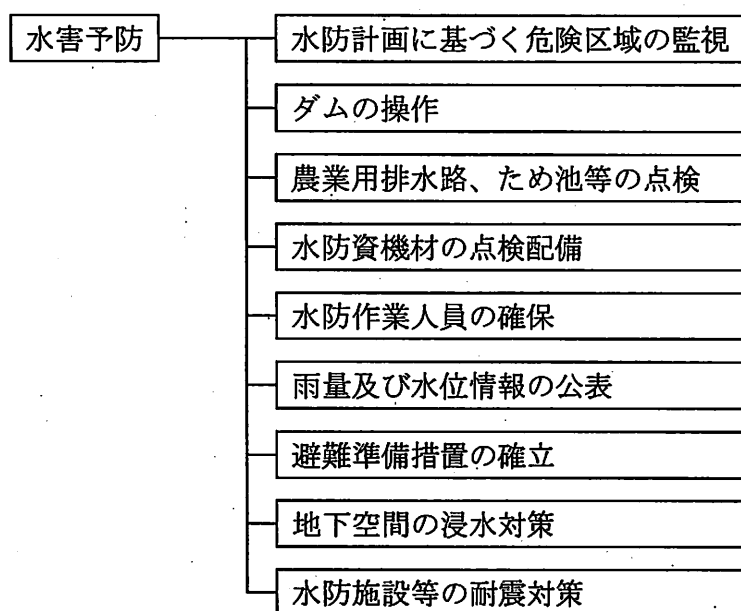 水害予防
水防計画に基づく危険区域の監視
ダムの操作
農業用排水路、ため池等の点検
水防資機材の点検配備
水防作業人員の確保
雨量及び水位情報の公表
避難準備措置の確立
地下空間の浸水対策
水防施設等の耐震対策